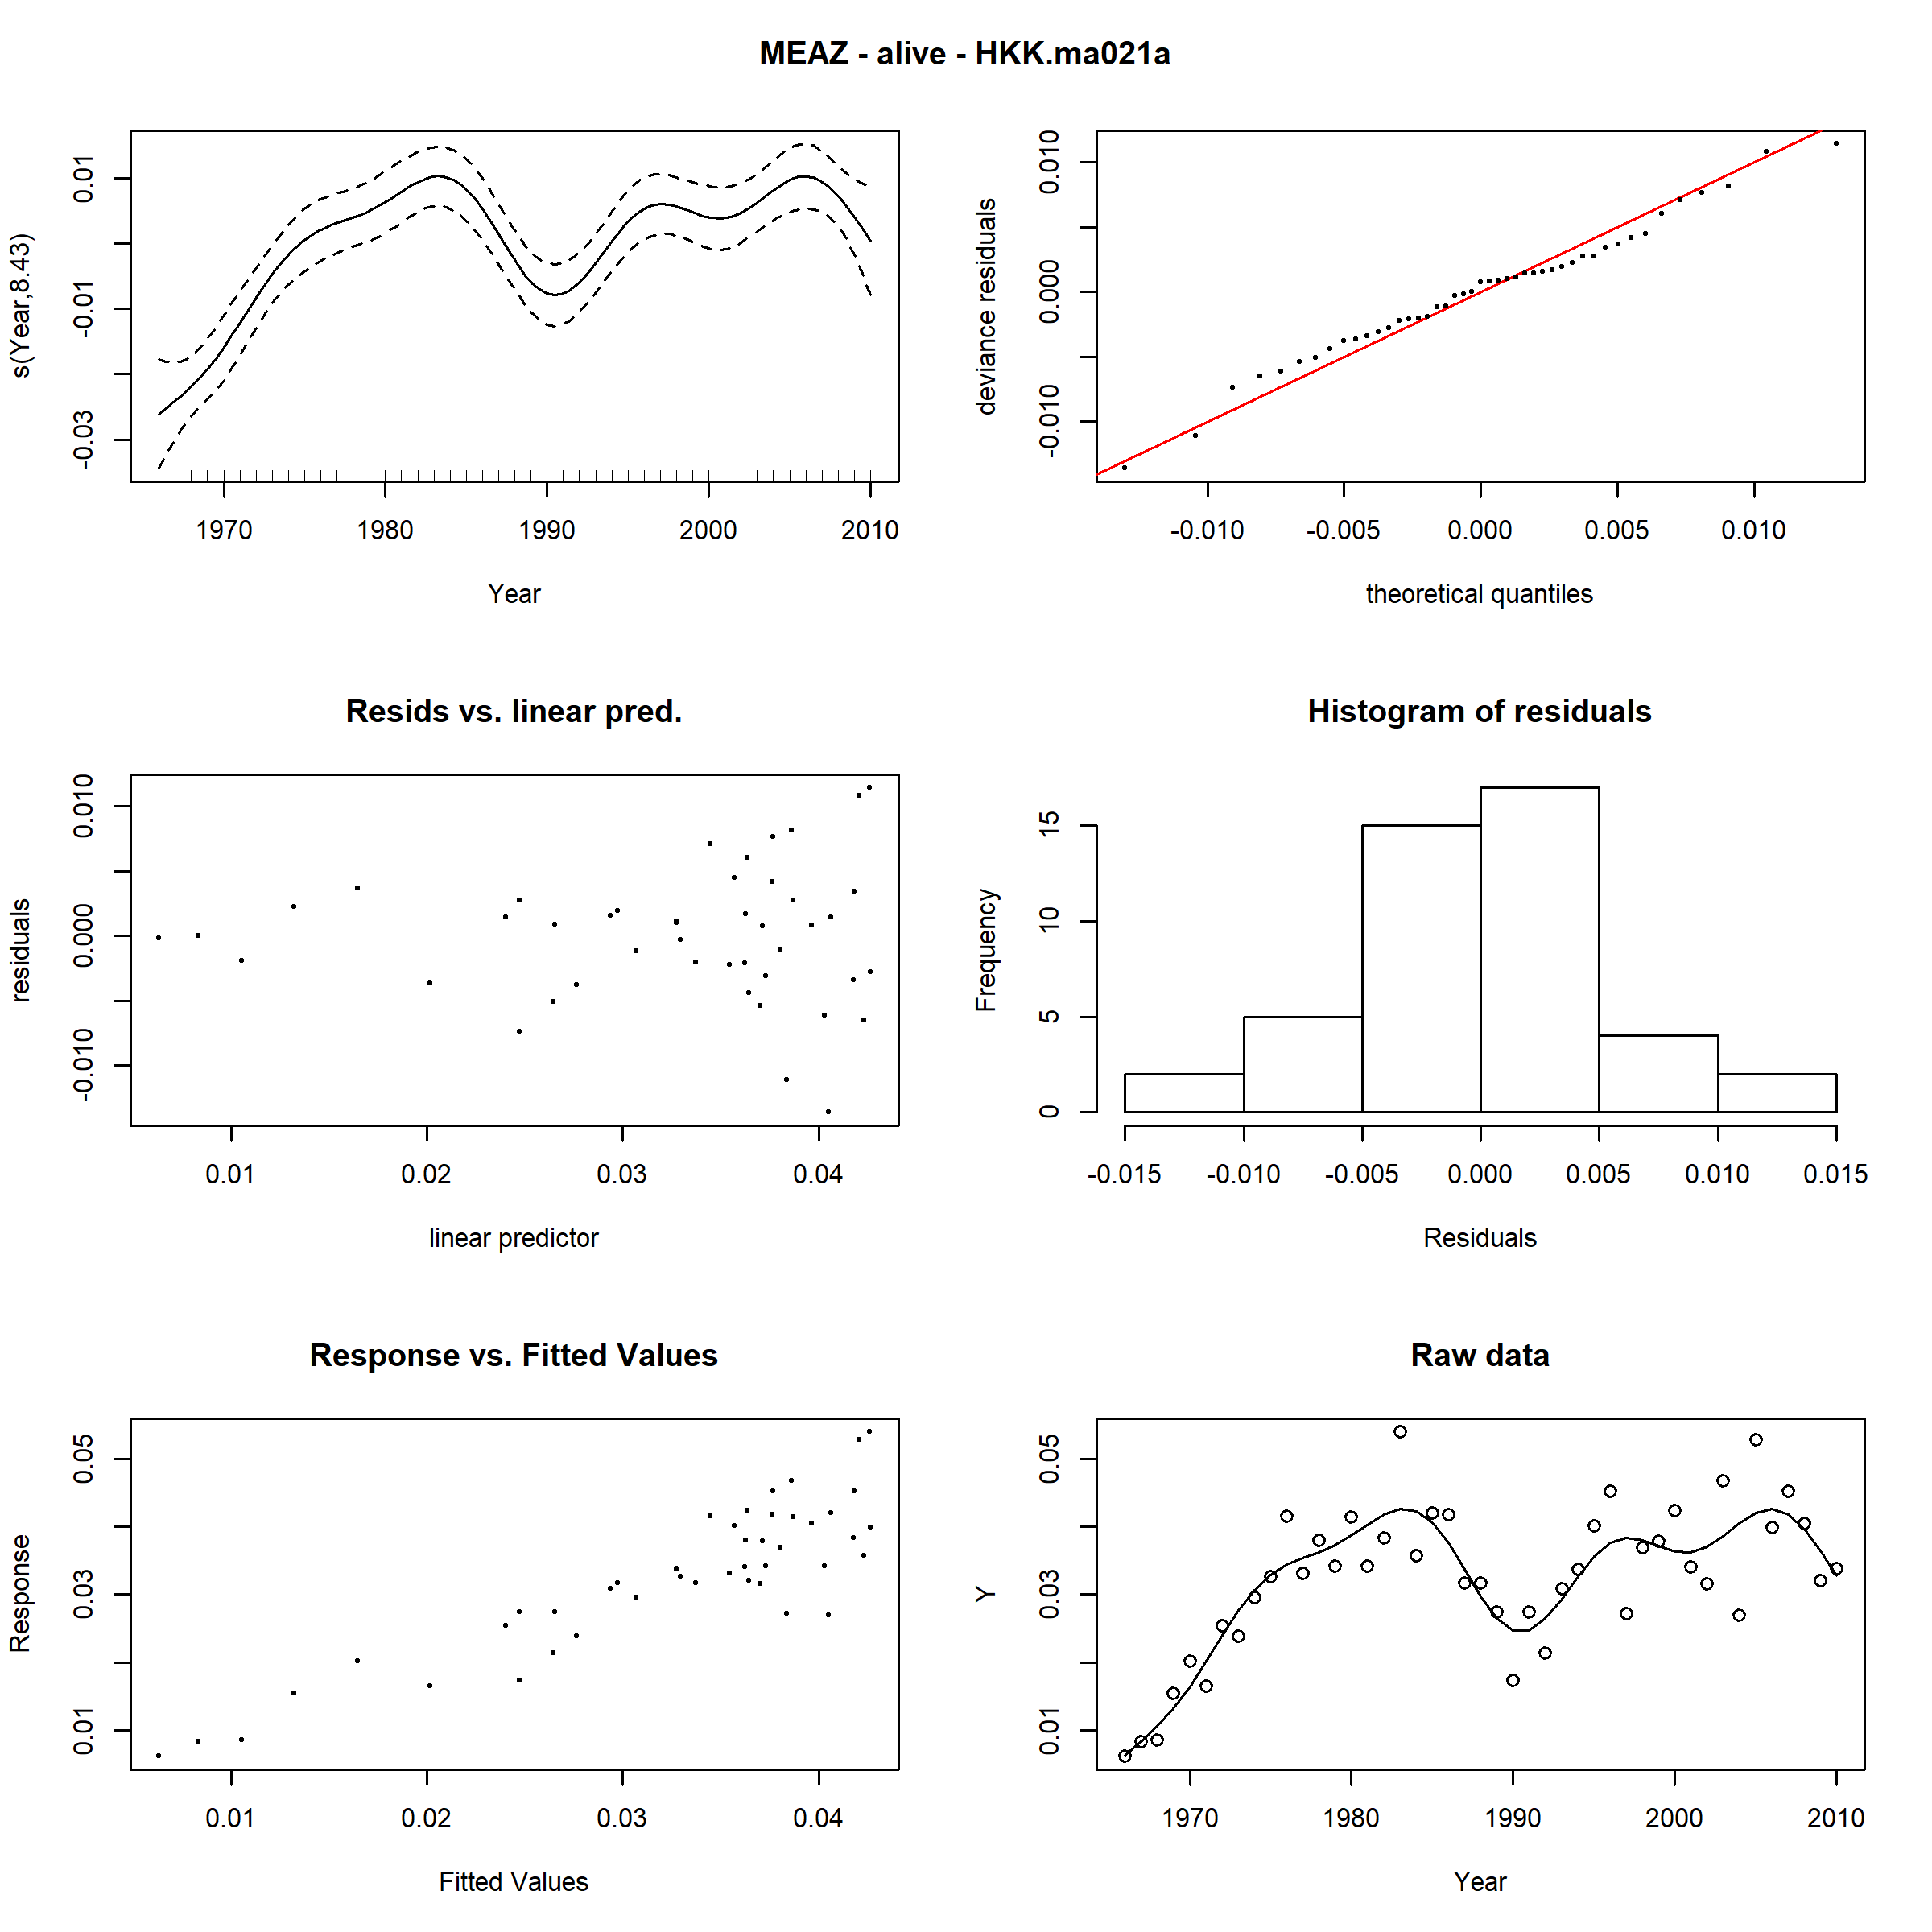 MEAZ - alive - HKK.ma021a
s(Year,8.43)
0.01
-0.01
-0.03
1970 1980 1990 2000 2010
Year
deviance residuals
0.010
0.000
-0.010
-0.010 -0.005 0.000 0.005 0.010
theoretical quantiles
Resids vs. linear pred.
residuals
0.010
0.000
-0.010
0.01 0.02 0.03 0.04
linear predictor
Histogram of residuals
Frequency
15
10
5
0
-0.015 -0.010 -0.005 0.000 0.005 0.010 0.015
Residuals
Response vs. Fitted Values
Response
0.05
0.03
0.01
0.01 0.02 0.03 0.04
Fitted Values
Raw data
Y
0.05
0.03
0.01
1970 1980 1990 2000 2010
Year